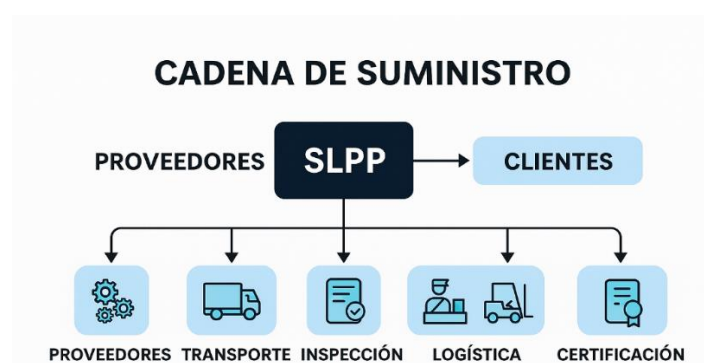 CADENA DE SUMINISTRO
PROVEEDORES SLPP CLIENTES
PROVEEDORES TRANSPORTE INSPECCIÓN LOGÍSTICA CERTIFICACIÓN